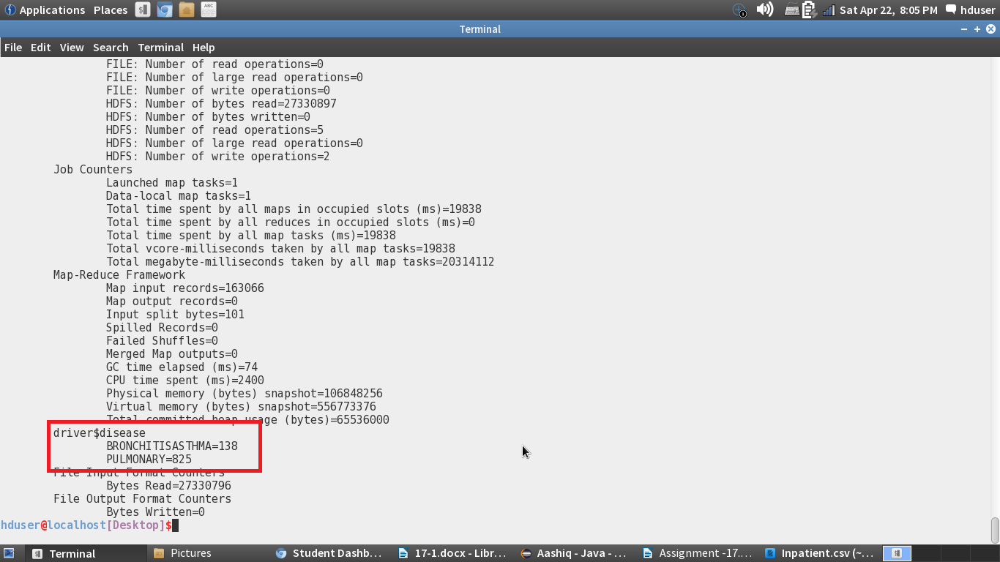 Applications Places ABC 1 Sat Apr 22, 8:05 PM hduser
Terminal
File Edit View Search Terminal Help
FILE: Number of read operations=0
FILE: Number of large read operations=0
FILE: Number of write operations=0
HDFS: Number of bytes read=27330897
HDFS: Number of bytes written=0
HDFS: Number of read operations=5
HDFS: Number of large read operations=0
HDFS: Number of write operations=2
Job Counters
Launched map tasks=1
Data-local map tasks=1
Total time spent by all maps in occupied slots (ms)=19838
Total time spent by all reduces in occupied slots (ms)=0
Total time spent by all map tasks (ms)=19838
Total vcore-milliseconds taken by all map tasks=19838
Total megabyte-milliseconds taken by all map tasks=20314112
Map-Reduce Framework
Map input records=163066
Map output records=0
Input split bytes=101
Spilled Records=0
Failed Shuffles=0
Merged Map outputs=0
GC time elapsed (ms)=74
CPU time spent (ms)=2400
Physical memory (bytes) snapshot=106848256
Virtual memory (bytes) snapshot=556773376
Total committed heap usage (bytes)=65536000
driver$disease
BRONCHITISASTHMA=138
PULMONARY=825
File Input Format Counters
Bytes Read=27330796
File Output Format Counters
Bytes Written=0
hduser@localhost[Desktop]$
Terminal Pictures Student Dashb... 17-1.docx - Libr... Aashiq - Java - ... Assignment -17.... Inpatient.csv (~...